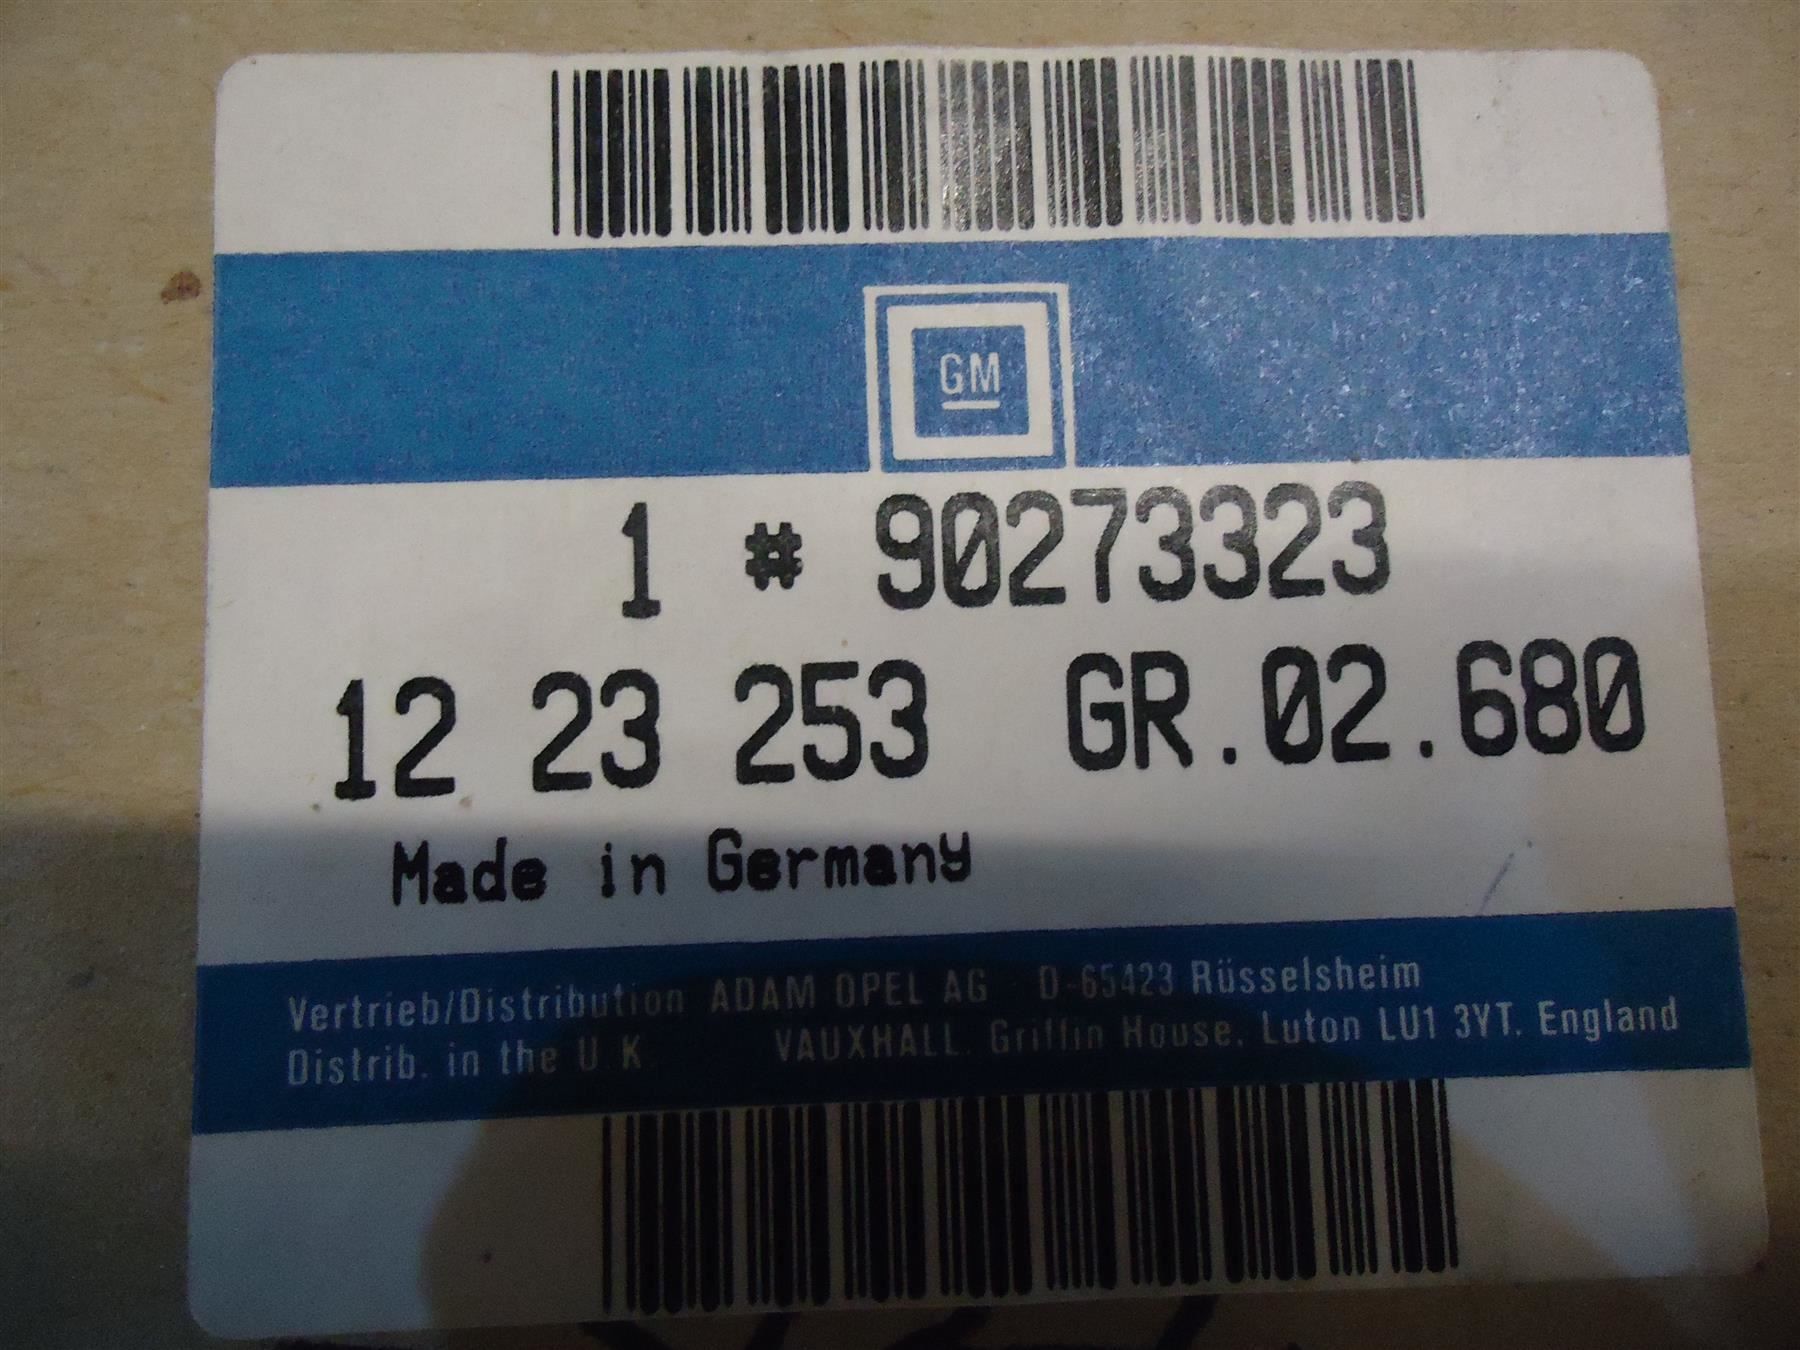 GM
1 # 90273323
12 23 253 GR.02.680
Made in Germany
Vertrieb/Distribution ADAM OPEL AG D-65423 Rüsselsheim
Distrib. in the U.K. VAUXHALL. Griffin House. Luton LU1 3YT. England